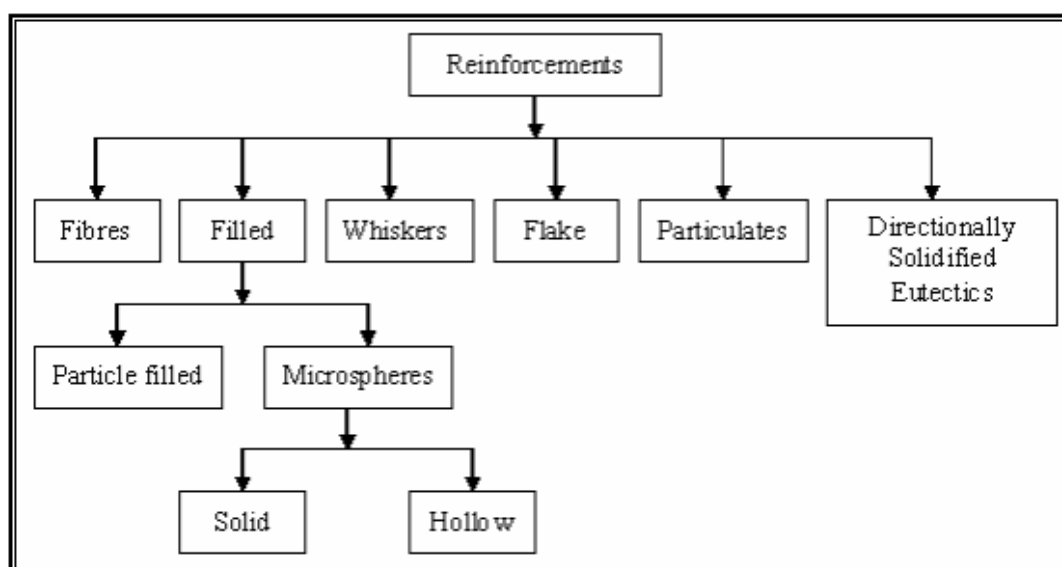 Reinforcements
Fibres
Filled
Whiskers
Flake
Particulates
Directionally
Solidified
Eutectics
Particle filled
Microspheres
Solid
Hollow